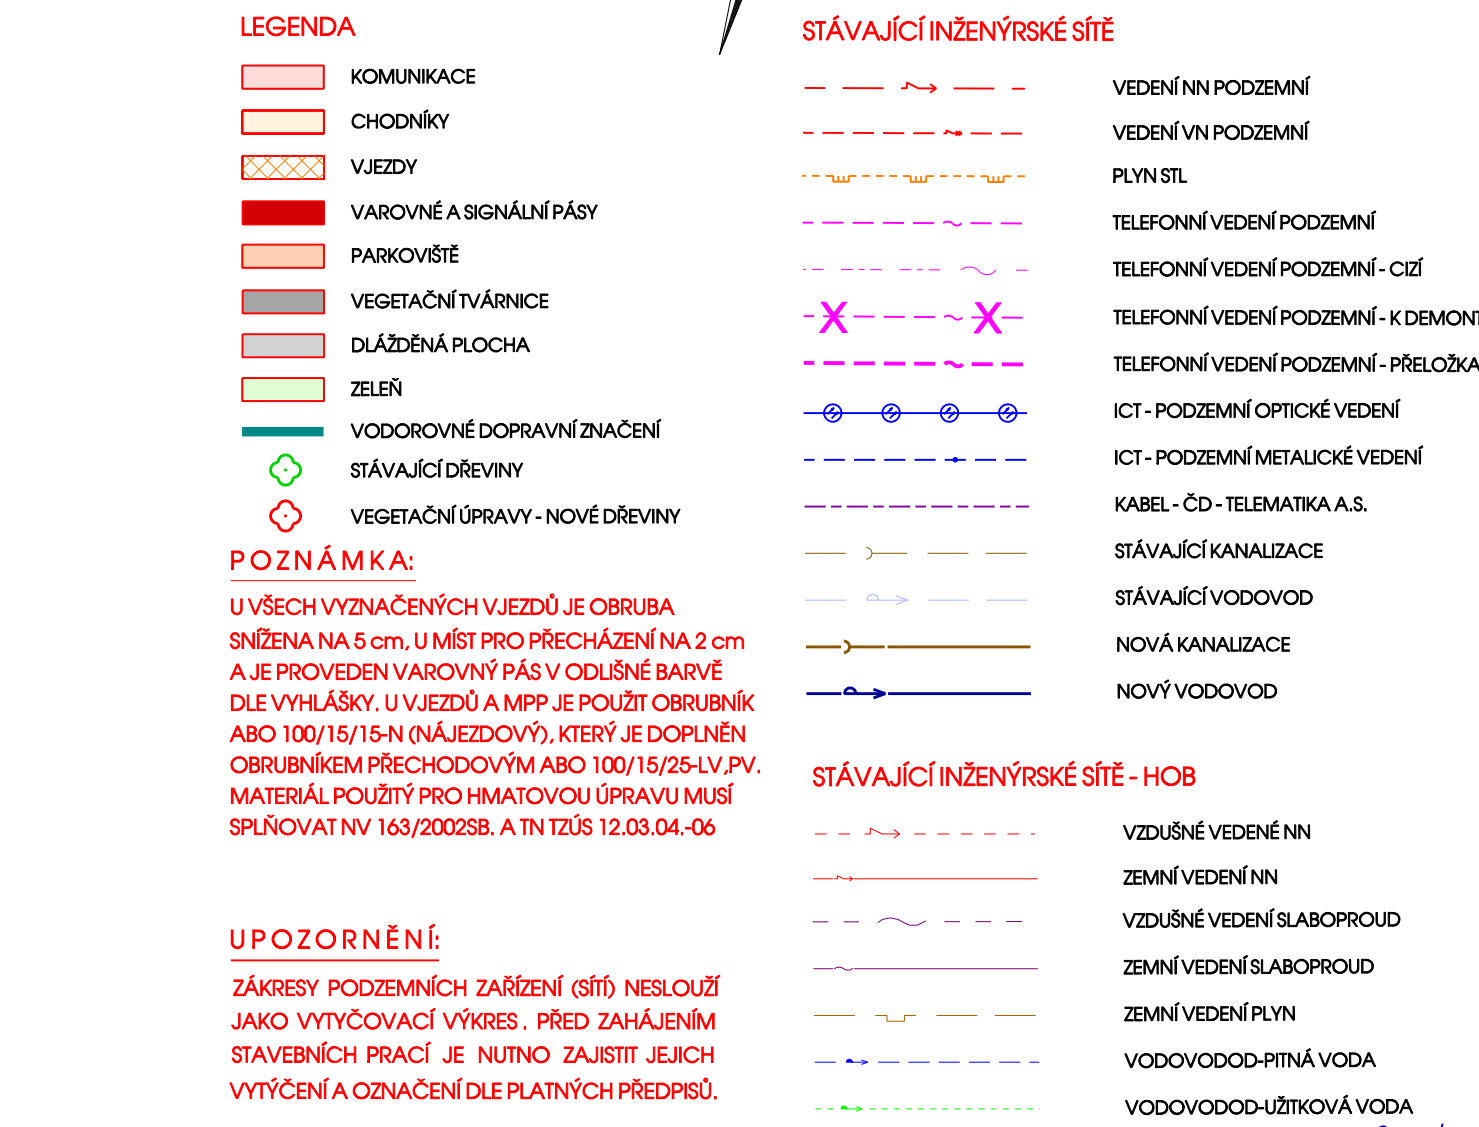 LEGENDA
KOMUNIKACE
CHODNÍKY
VJEZDY
VAROVNÉ A SIGNÁLNÍ PÁSY
PARKOVIŠTĚ
VEGETAČNÍ TVÁRNICE
DLÁŽDĚNÁ PLOCHA
ZELEŇ
VODOROVNÉ DOPRAVNÍ ZNAČENÍ
STÁVAJÍCÍ DŘEVINY
VEGETAČNÍ ÚPRAVY - NOVÉ DŘEVINY
POZNÁMKA:
U VŠECH VYZNAČENÝCH VJEZDŮ JE OBRUBA
SNÍŽENA NA 5 cm, U MÍST PRO PŘECHÁZENÍ NA 2 cm
A JE PROVEDEN VAROVNÝ PÁS V ODLIŠNÉ BARVĚ
DLE VYHLÁŠKY. U VJEZDŮ A MPP JE POUŽIT OBRUBNÍK
ABO 100/15/15-N (NÁJEZDOVÝ), KTERÝ JE DOPLNĚN
OBRUBNÍKEM PŘECHODOVÝM ABO 100/15/25-LV,PV.
MATERIÁL POUŽITÝ PRO HMATOVOU ÚPRAVU MUSÍ
SPLŇOVAT NV 163/2002SB. A TN TZÚS 12.03.04.-06
UPOZORNĚNÍ:
ZÁKRESY PODZEMNÍCH ZAŘÍZENÍ (SÍTÍ) NESLOUŽÍ
JAKO VYTYČOVACÍ VÝKRES. PŘED ZAHÁJENÍM
STAVEBNÍCH PRACÍ JE NUTNO ZAJISTIT JEJICH
VYTÝČENÍ A OZNAČENÍ DLE PLATNÝCH PŘEDPISŮ.
STÁVAJÍCÍ INŽENÝRSKÉ SÍTĚ
VEDENÍ NN PODZEMNÍ
VEDENÍ VN PODZEMNÍ
PLYN STL
TELEFONNÍ VEDENÍ PODZEMNÍ
TELEFONNÍ VEDENÍ PODZEMNÍ - CIZÍ
TELEFONNÍ VEDENÍ PODZEMNÍ - K DEMONT
TELEFONNÍ VEDENÍ PODZEMNÍ - PŘELOŽKA
ICT - PODZEMNÍ OPTICKÉ VEDENÍ
ICT - PODZEMNÍ METALICKÉ VEDENÍ
KABEL - ČD - TELEMATIKA A.S.
STÁVAJÍCÍ KANALIZACE
STÁVAJÍCÍ VODOVOD
NOVÁ KANALIZACE
NOVÝ VODOVOD
STÁVAJÍCÍ INŽENÝRSKÉ SÍTĚ - HOB
VZDUŠNÉ VEDENÉ NN
ZEMNÍ VEDENÍ NN
VZDUŠNÉ VEDENÍ SLABOPROUD
ZEMNÍ VEDENÍ SLABOPROUD
ZEMNÍ VEDENÍ PLYN
VODOVODOD-PITNÁ VODA
VODOVODOD-UŽITKOVÁ VODA